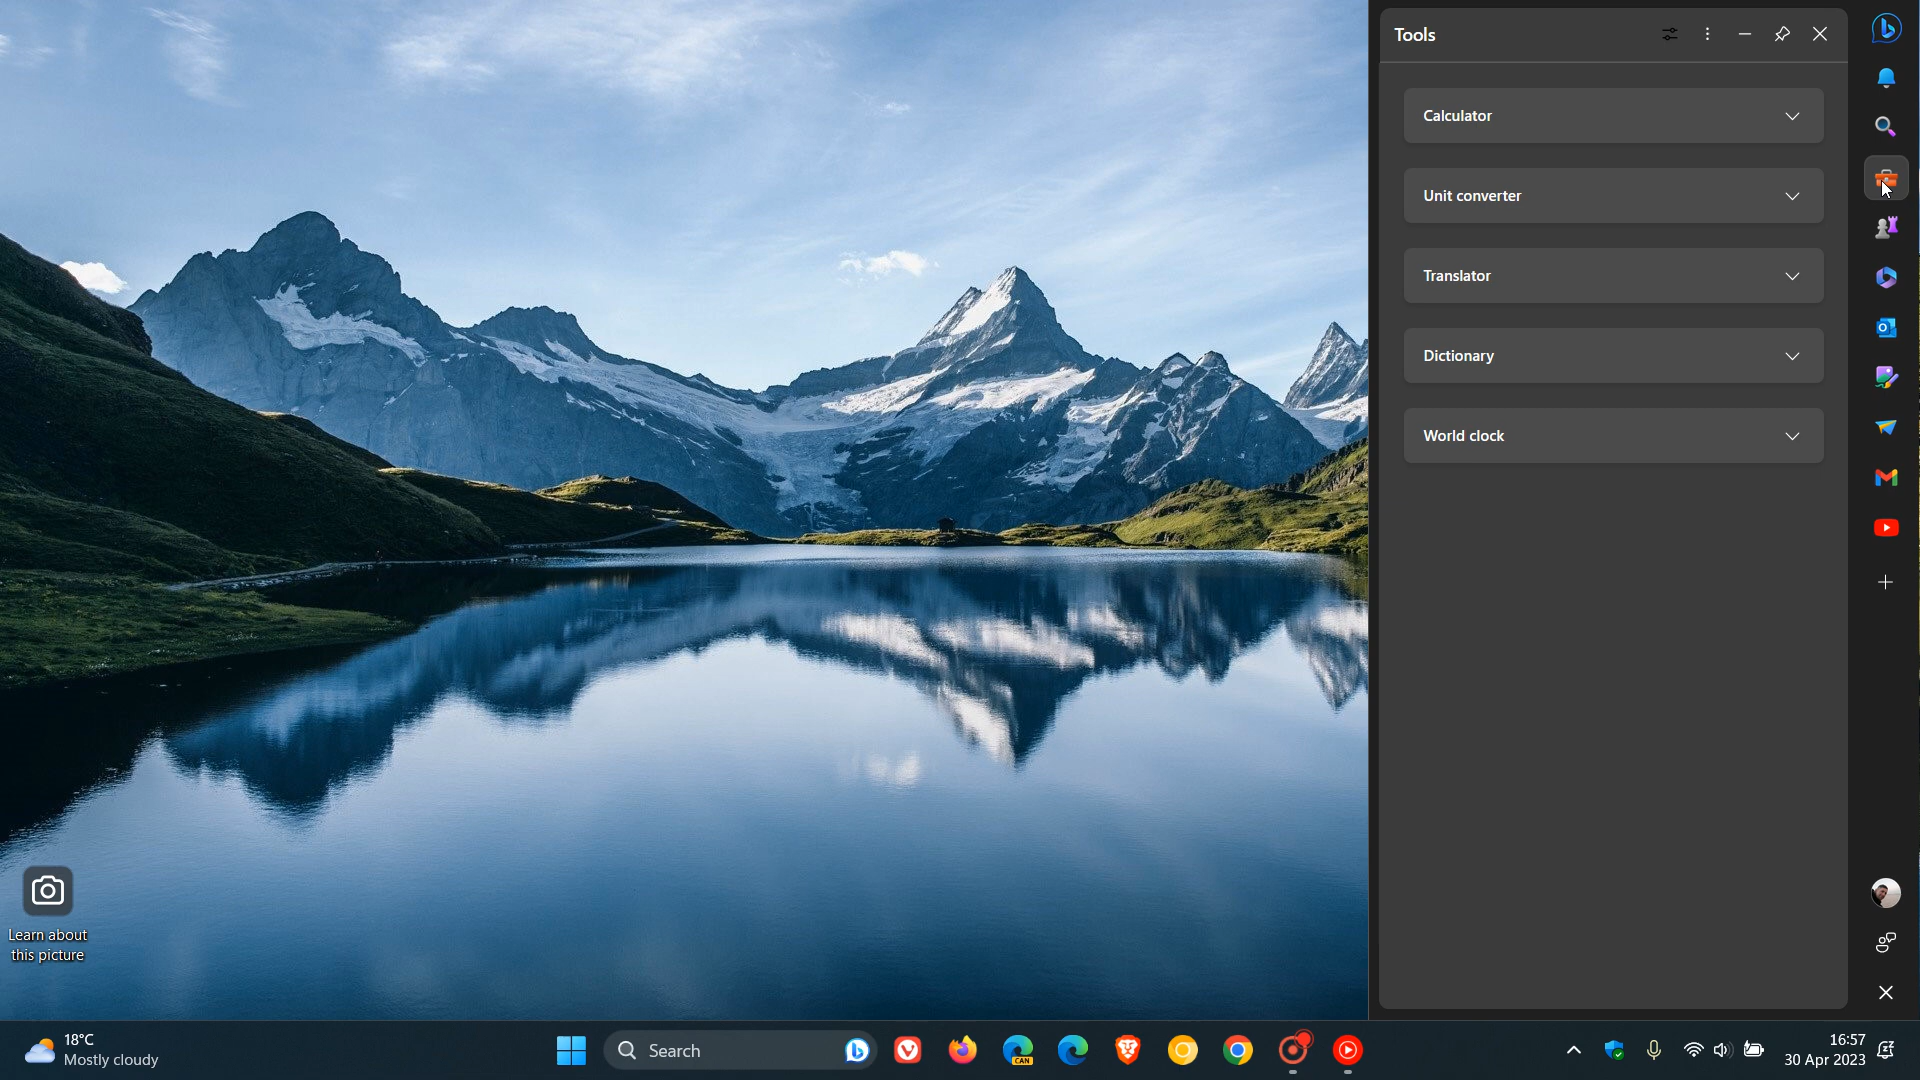 Tools
Calculator
Unit converter
Translator
Dictionary
World clock
Learn about
this picture
18°C
Mostly cloudy
Search
CAN
16:57
30 Apr 2023